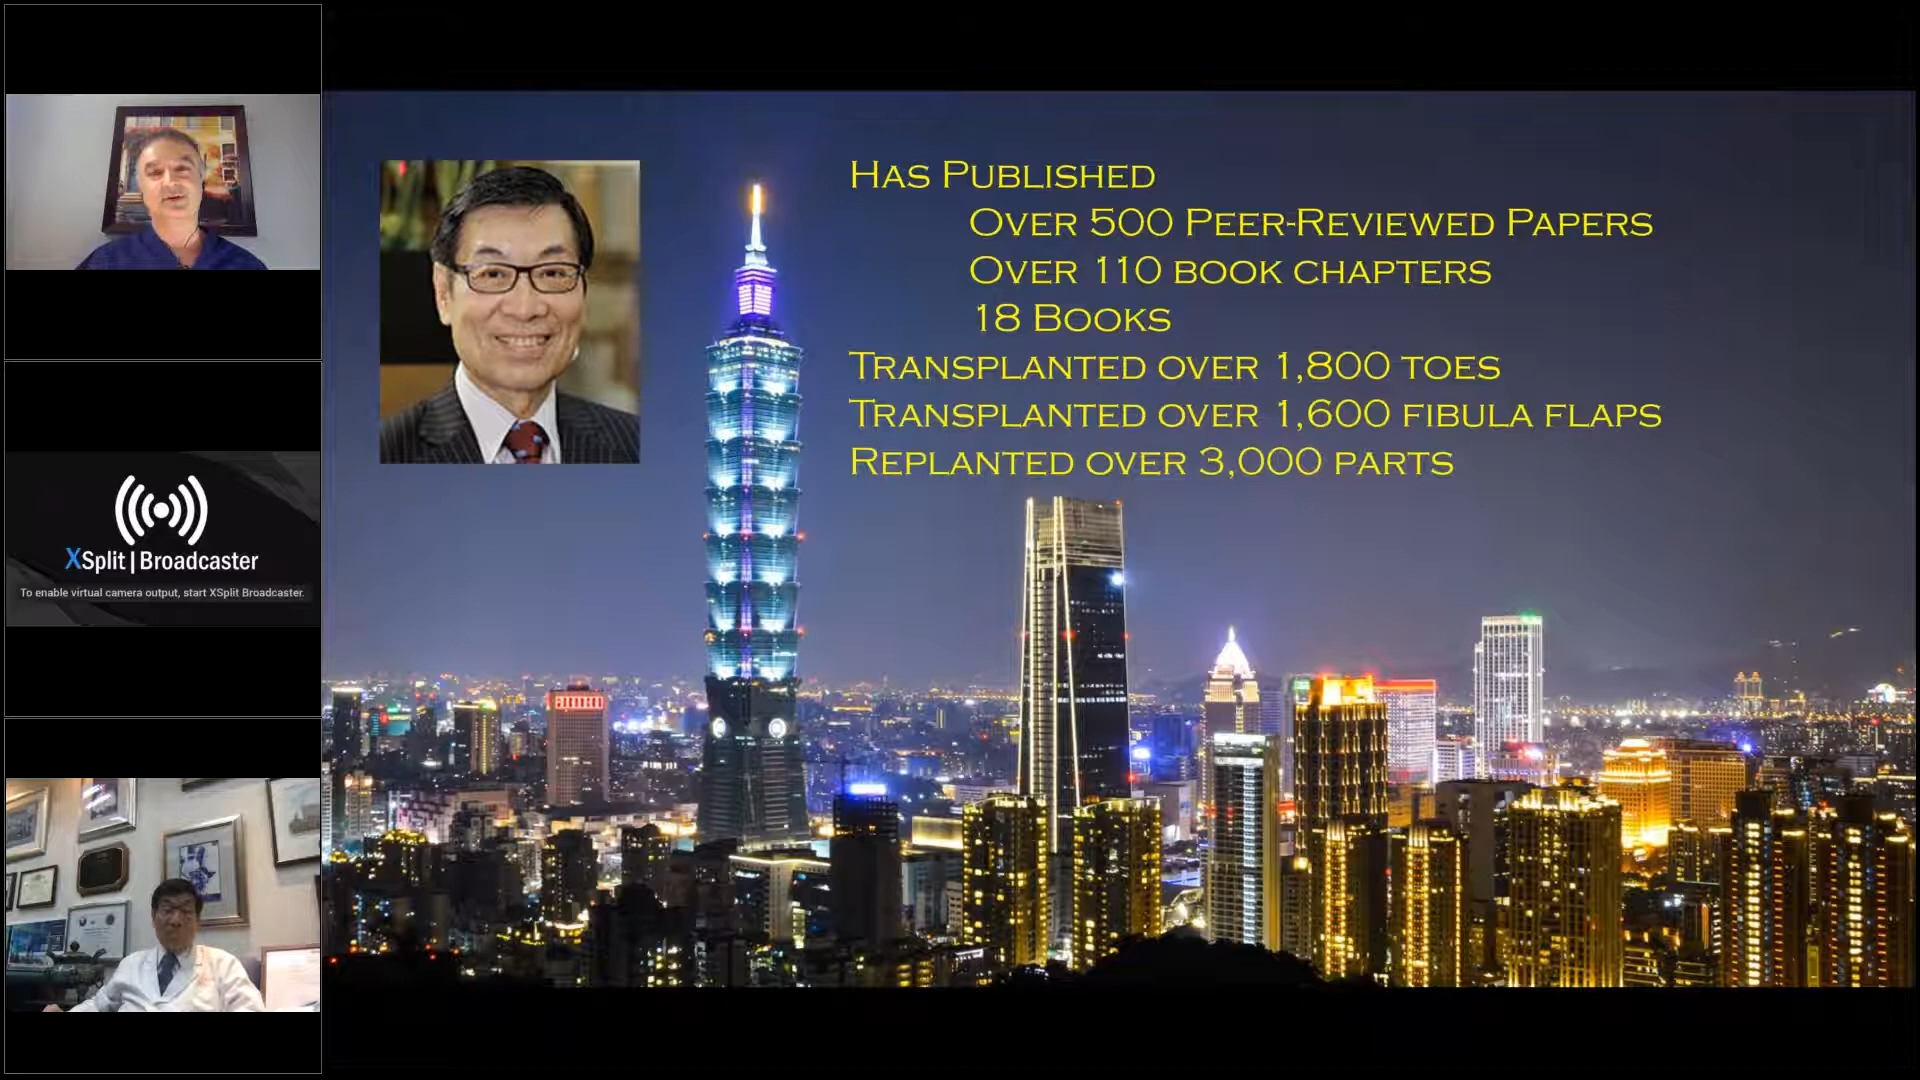 Has Published
Over 500 Peer-Reviewed Papers
Over 110 book chapters
18 Books
Transplanted over 1,800 toes
Transplanted over 1,600 fibula flaps
Replanted over 3,000 parts
XSplit | Broadcaster
To enable virtual camera output, start XSplit Broadcaster.